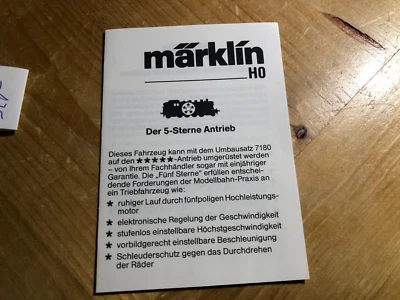 märklin
H0
Der 5-Sterne Antrieb
Dieses Fahrzeug kann mit dem Umbausatz 7180
auf den ★★★★★-Antrieb umgerüstet werden
– von Ihrem Fachhändler sogar mit einjähriger
Garantie. Die „Fünf Sterne" erfüllen entschei-
dende Forderungen der Modellbahn-Praxis an
ein Triebfahrzeug wie:
★ ruhiger Lauf durch fünfpoligen Hochleistungs-
motor
★ elektronische Regelung der Geschwindigkeit
★ stufenlos einstellbare Höchstgeschwindigkeit
★ vorbildgerecht einstellbare Beschleunigung
★ Schleuderschutz gegen das Durchdrehen
der Räder